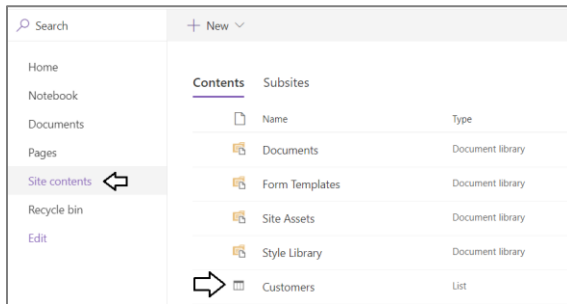 Search
New
Home
Notebook
Documents
Pages
Site contents
Recycle bin
Edit
Contents Subsites
Name Type
Documents Document library
Form Templates Document library
Site Assets Document library
Style Library Document library
Customers List